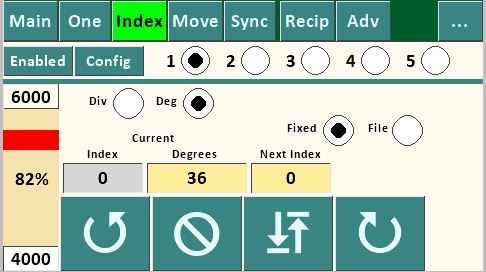 Main One Index Move Sync Recip Adv ...
Enabled Config 1 2 3 4 5
6000 Div Deg
Fixed File
Current
Index Degrees Next Index
82% 0 36 0
4000